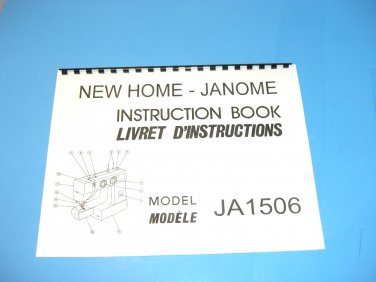 NEW HOME - JANOME
INSTRUCTION BOOK
LIVRET D'INSTRUCTIONS
MODEL
MODÈLE
JA1506